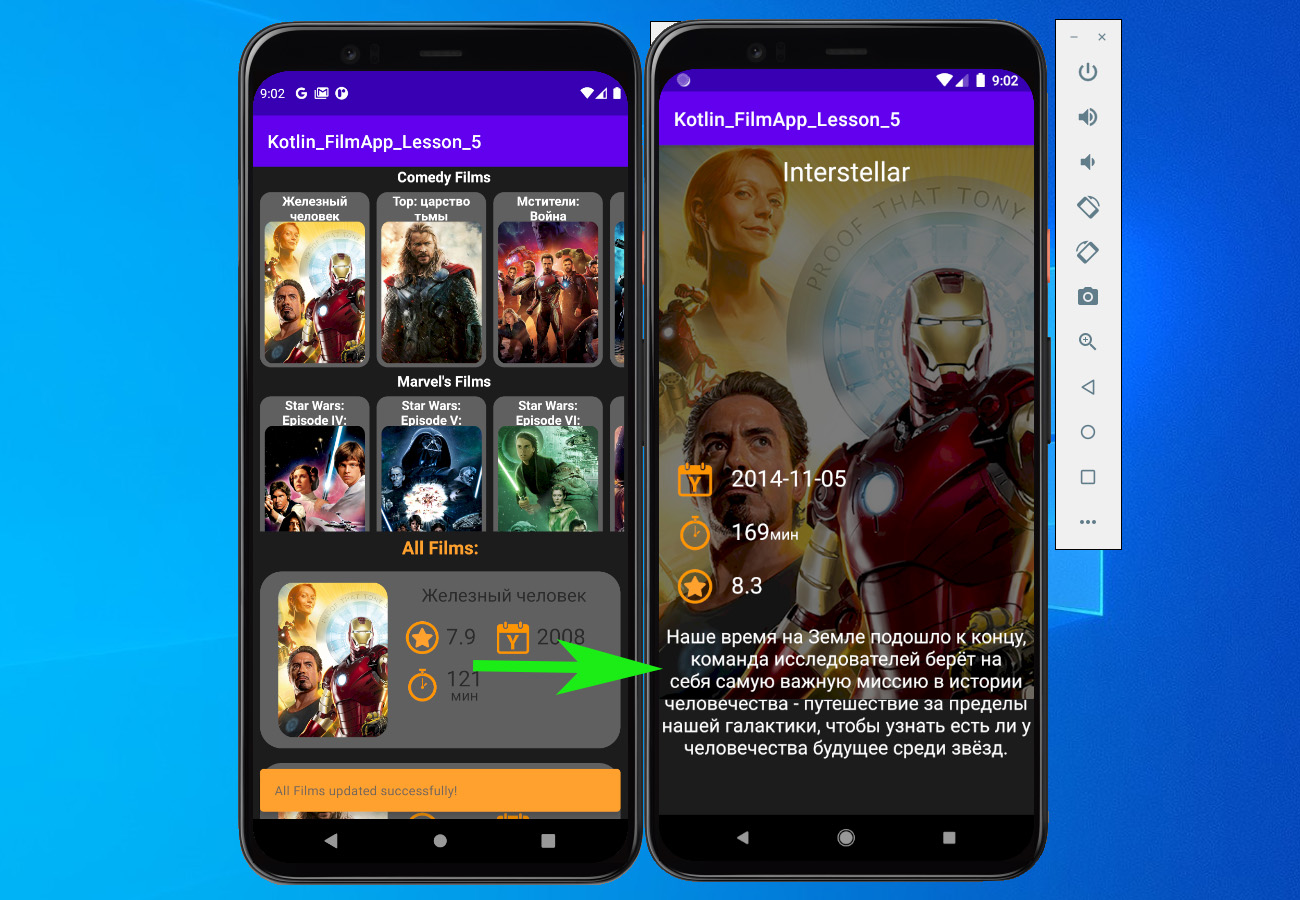 9:02
Kotlin_FilmApp_Lesson_5
Comedy Films
Железный
человек
Тор: царство
тьмы
Мстители:
Война
Marvel's Films
Star Wars:
Episode IV:
Star Wars:
Episode V:
Star Wars:
Episode VI:
All Films:
Железный человек
7.9
2008
121
мин
All Films updated successfully!
9:02
Kotlin_FilmApp_Lesson_5
Interstellar
PROOF THAT TONY
2014-11-05
169мин
8.3
Наше время на Земле подошло к концу,
команда исследователей берёт на
себя самую важную миссию в истории
человечества - путешествие за пределы
нашей галактики, чтобы узнать есть ли у
человечества будущее среди звёзд.